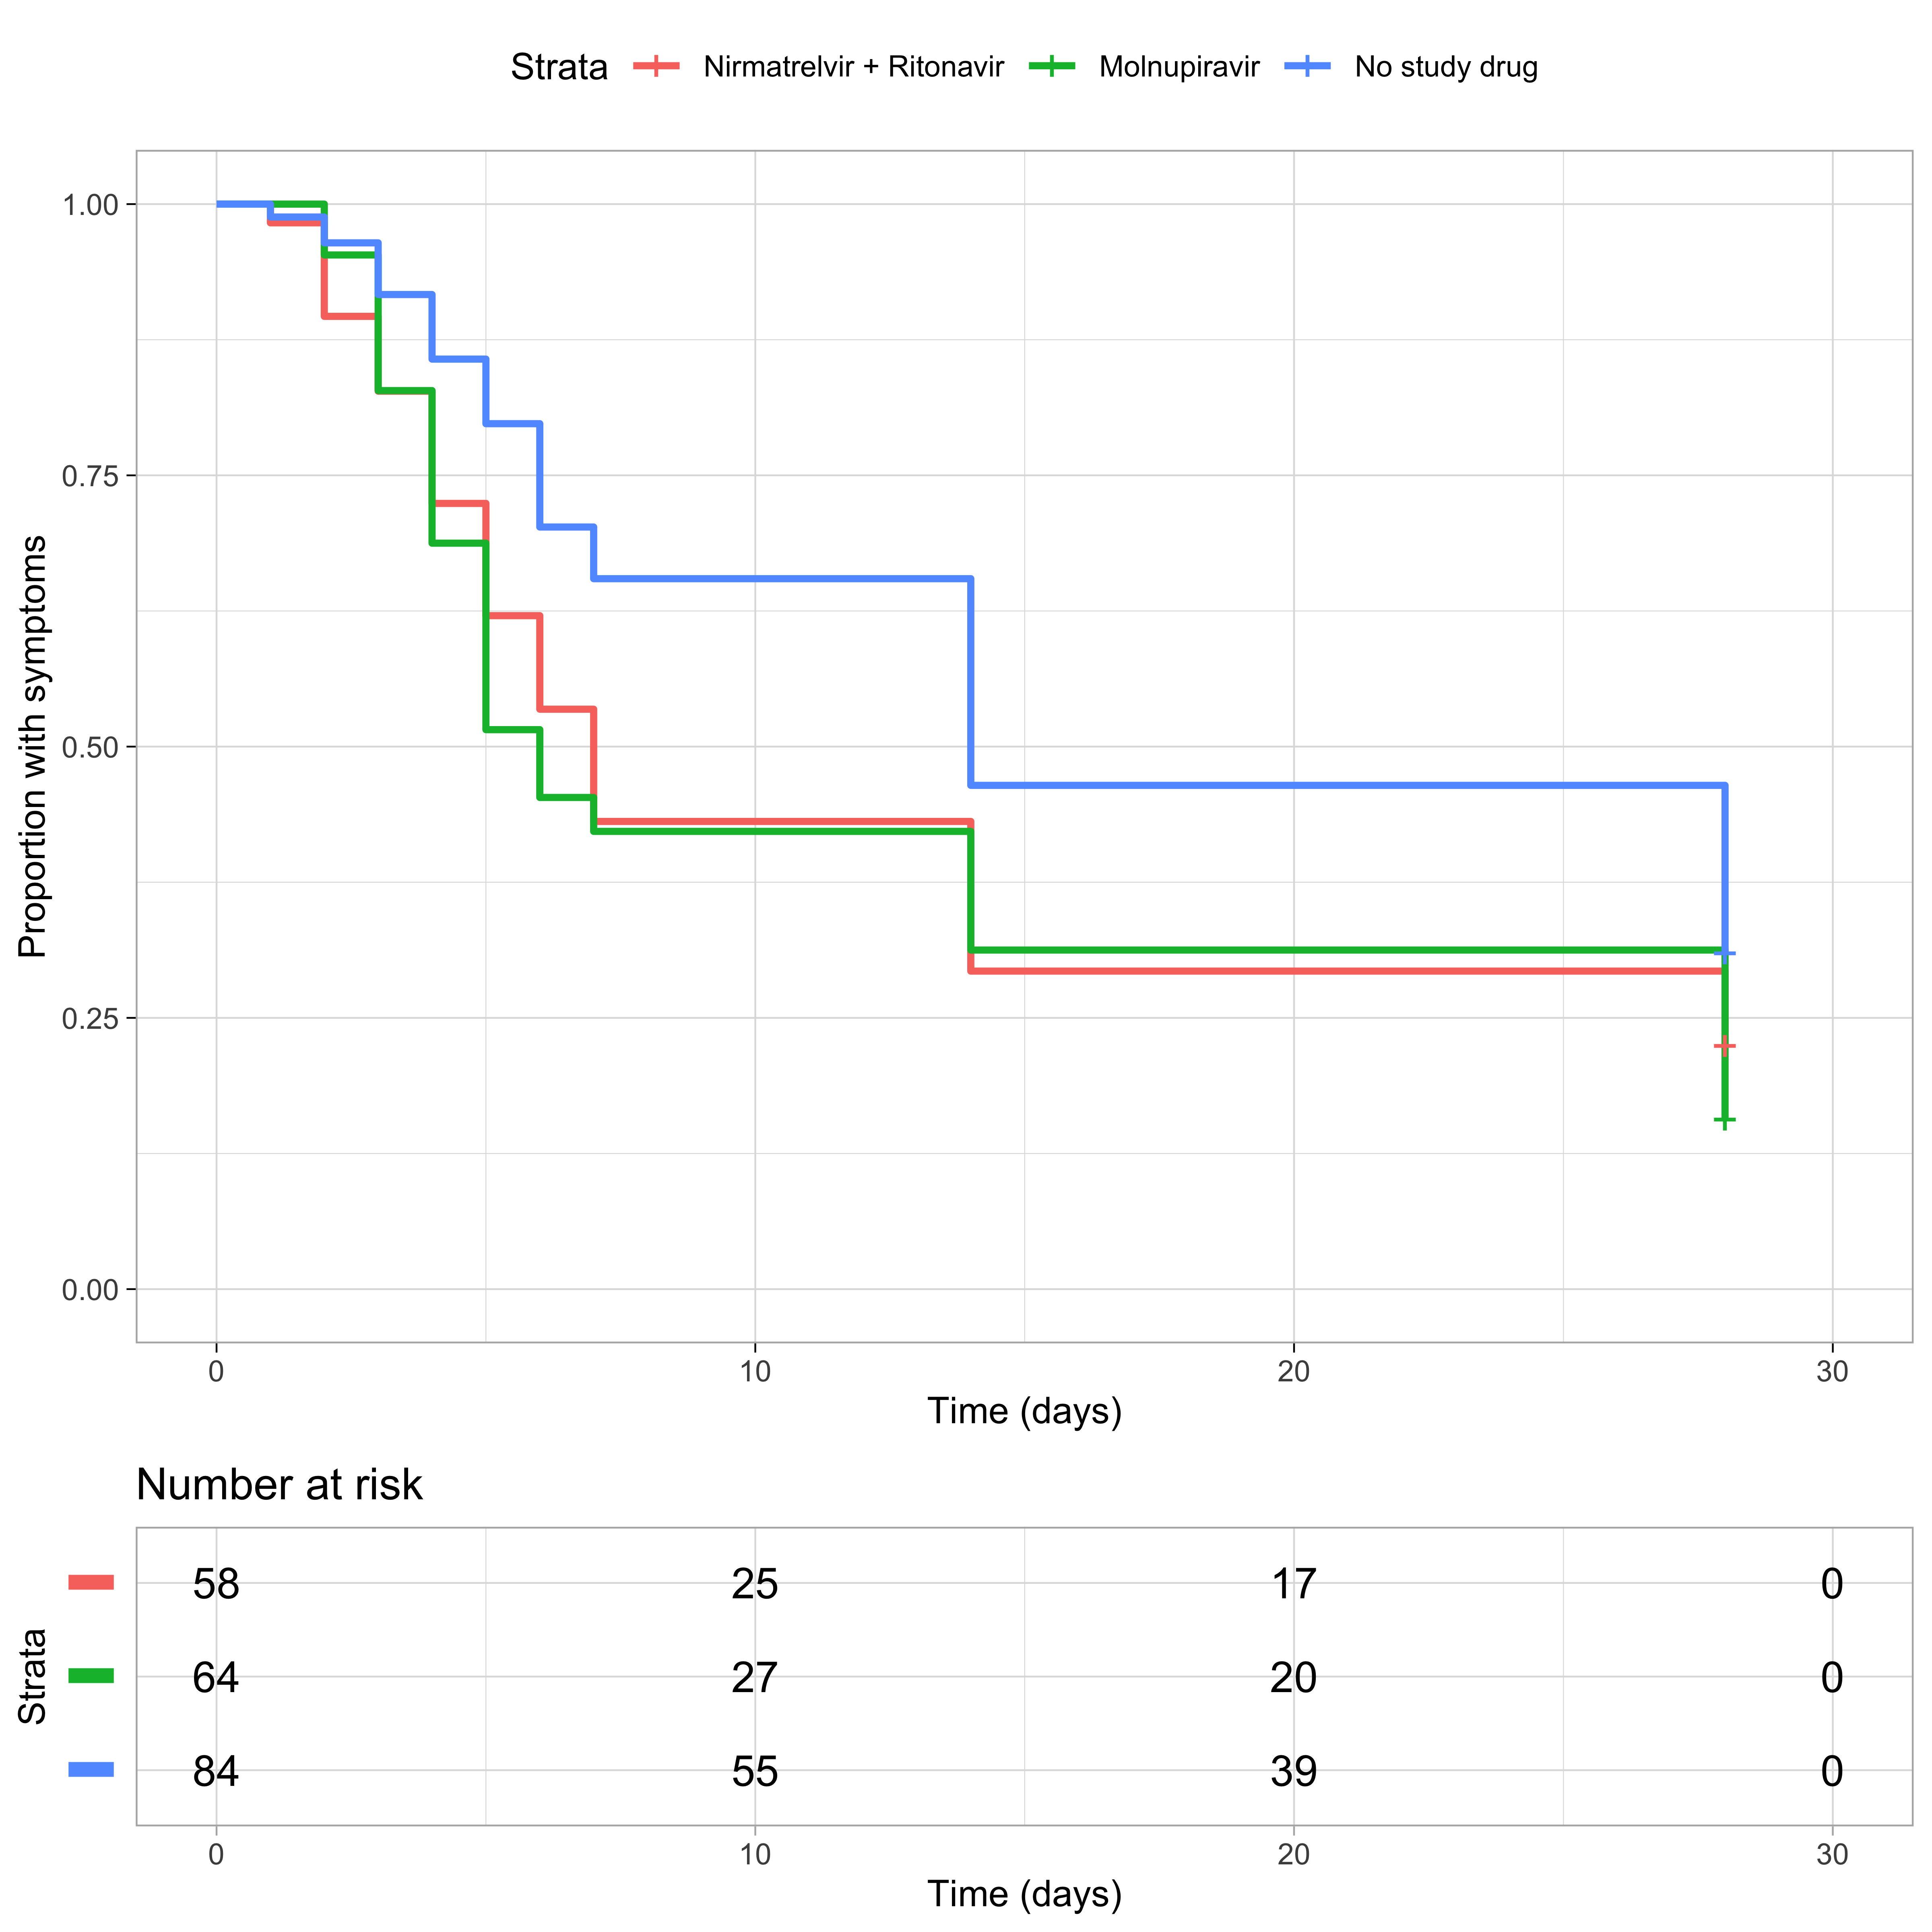 Strata Nirmatrelvir + Ritonavir Molnupiravir No study drug
1.00
0.75
0.50
0.25
0.00
Proportion with symptoms
0 10 20 30
Time (days)
Number at risk
58 25 17 0
64 27 20 0
84 55 39 0
Strata
0 10 20 30
Time (days)